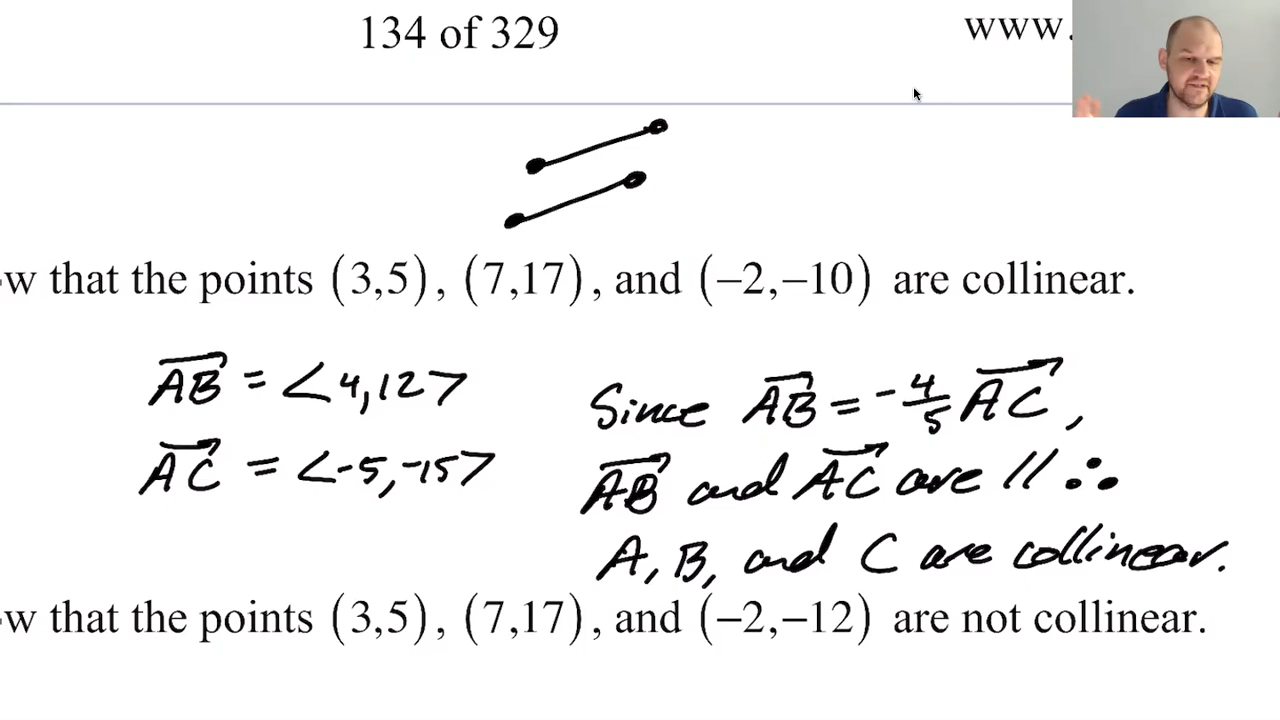 134 of 329
www.
w that the points (3,5), (7,17), and (−2,−10) are collinear.
AB = <4,12>
AC = <-5,-15>
Since AB = -4/5 AC,
AB and AC are // ∴
A, B, and C are collinear.
w that the points (3,5), (7,17), and (−2,−12) are not collinear.